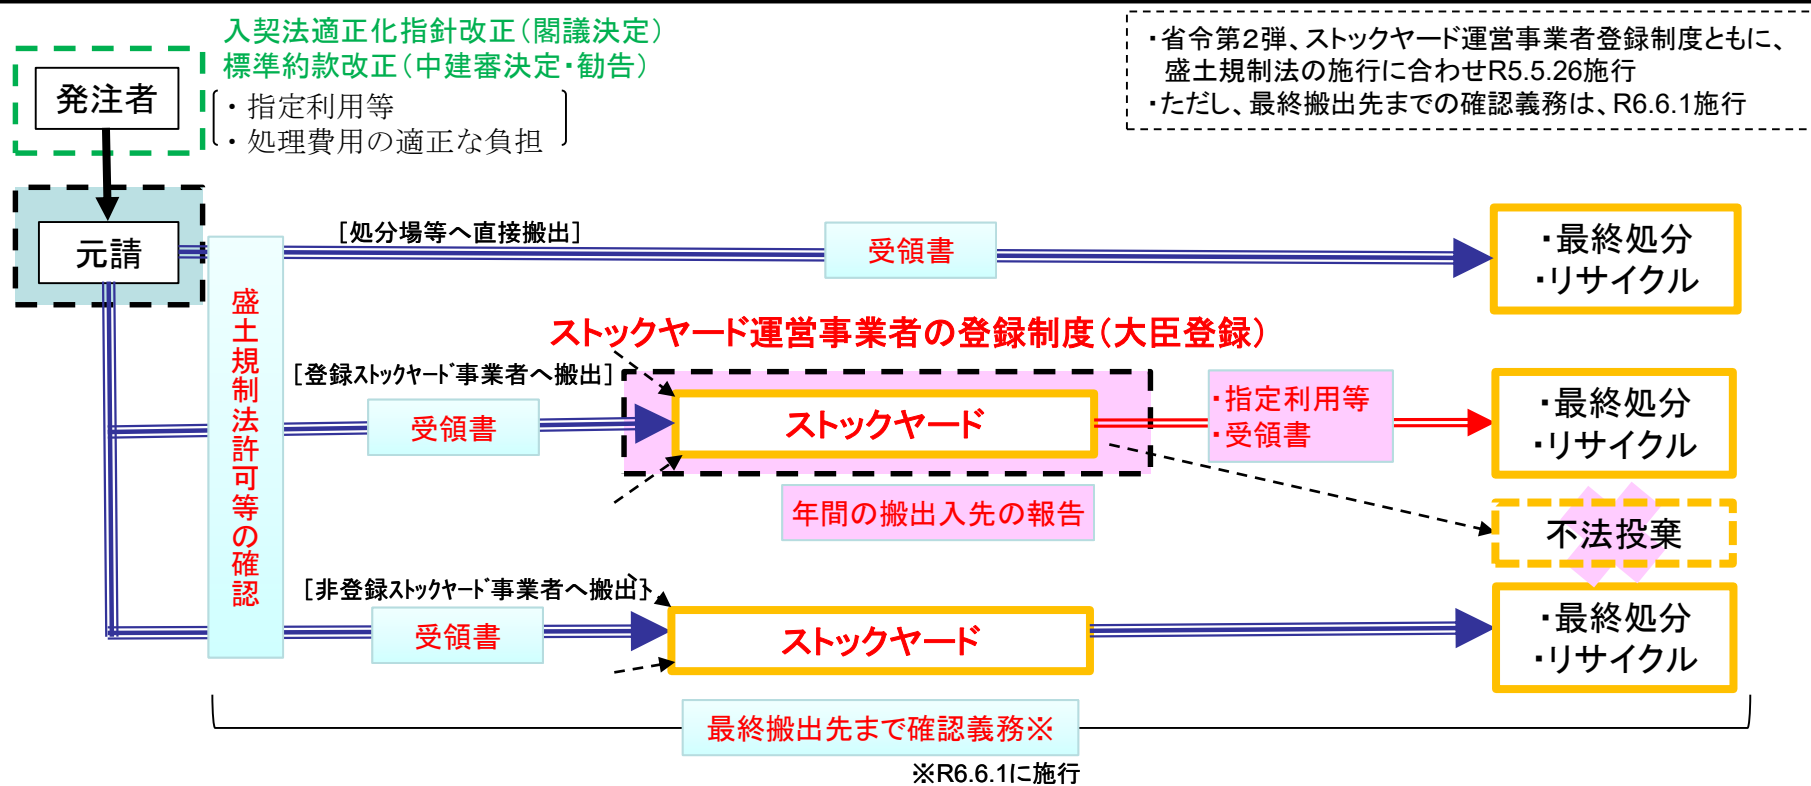 入契法適正化指針改正（閣議決定）
標準約款改正（中建審決定・勧告）
・指定利用等
・処理費用の適正な負担
発注者
・省令第２弾、ストックヤード運営事業者登録制度ともに、
盛土規制法の施行に合わせR5.5.26施行
・ただし、最終搬出先までの確認義務は、R6.6.1施行
元請
［処分場等へ直接搬出］
受領書
・最終処分
・リサイクル
盛土規制法許可等の確認
ストックヤード運営事業者の登録制度（大臣登録）
［登録ｽﾄｯｸﾔｰﾄﾞ事業者へ搬出］
受領書
ストックヤード
・指定利用等
・受領書
・最終処分
・リサイクル
年間の搬出入先の報告
不法投棄
［非登録ｽﾄｯｸﾔｰﾄﾞ事業者へ搬出］
受領書
ストックヤード
・最終処分
・リサイクル
最終搬出先まで確認義務※
※R6.6.1に施行